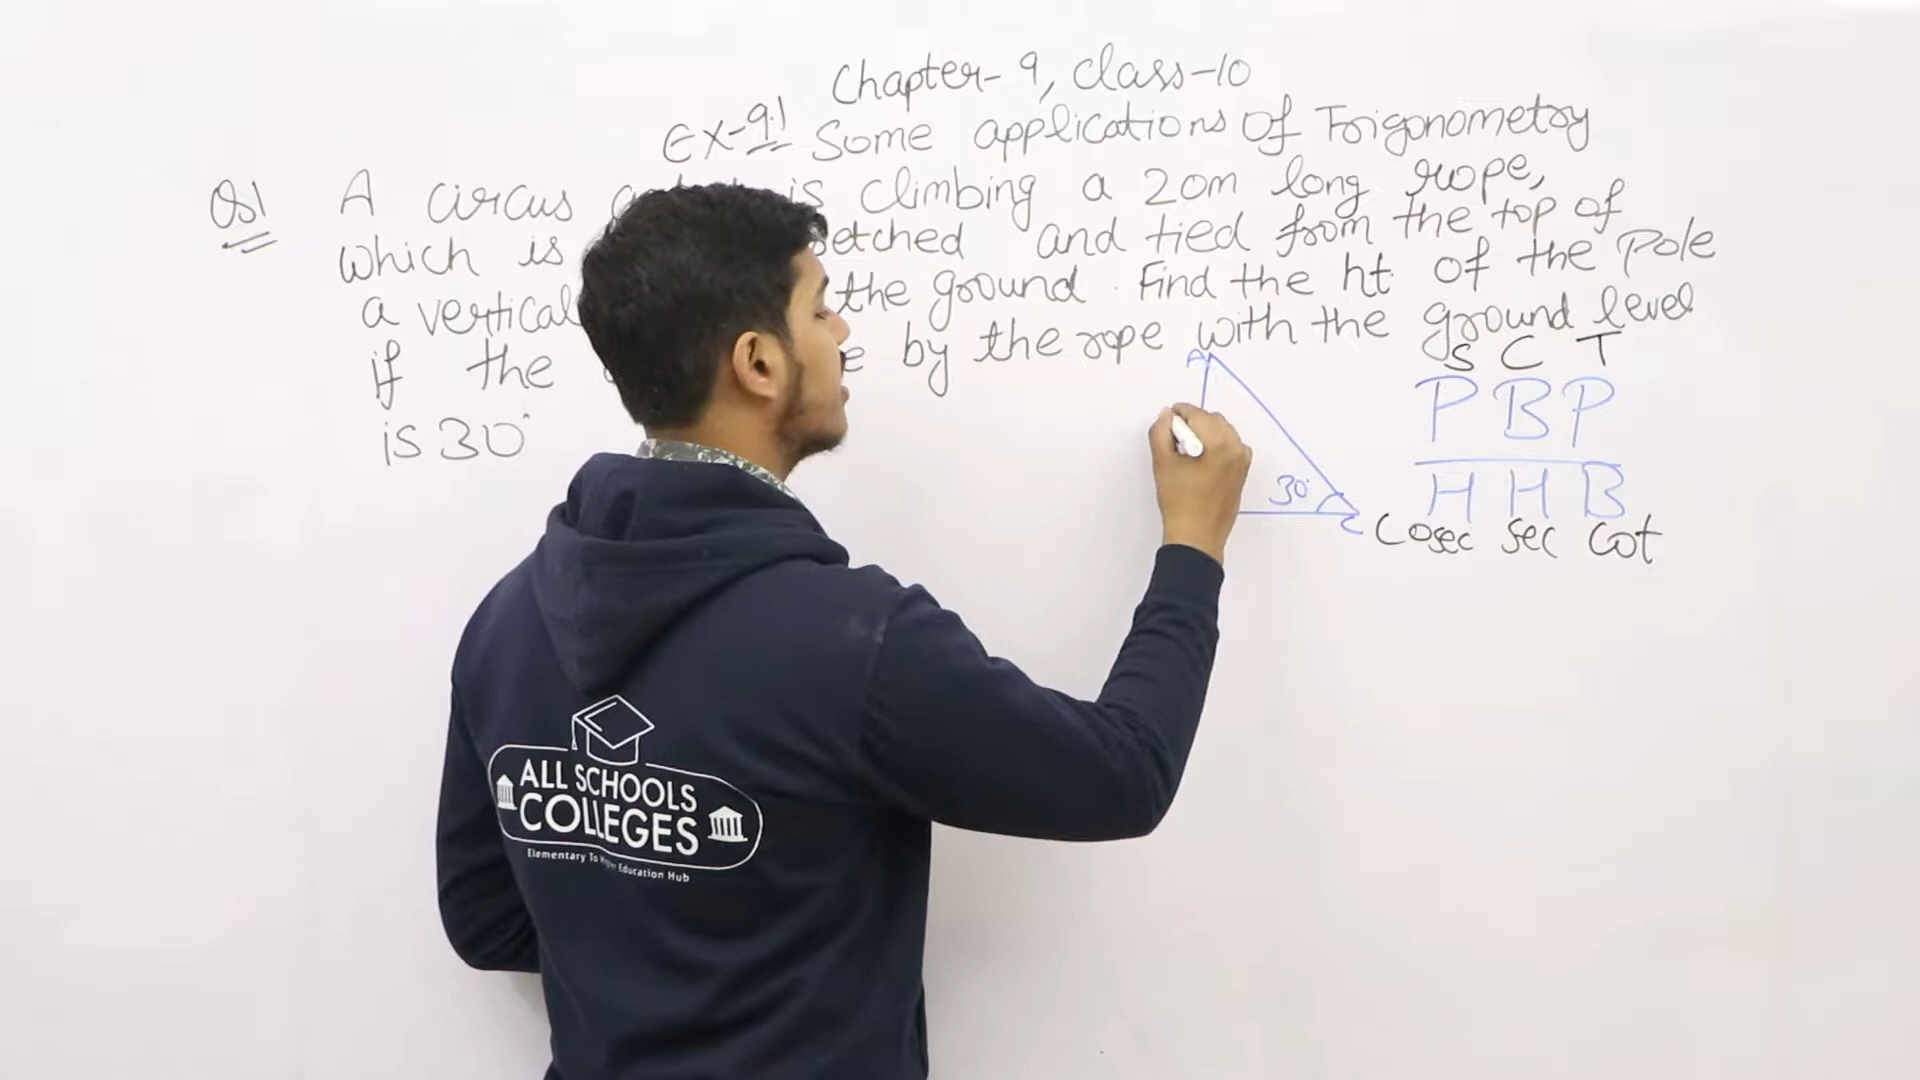 Chapter-9, Class-10
EX-9.1 Some applications of Trigonometry
Qs1 A circus is climbing a 20m long rope,
which is etched and tied from the top of
a vertical the ground. Find the ht. of the Pole
if the by the rope with the ground level
is 30°
S C T
P B P
H H B
Cosec Sec Cot
A
30°
C
ALL SCHOOLS
COLLEGES
Elementary To Education Hub